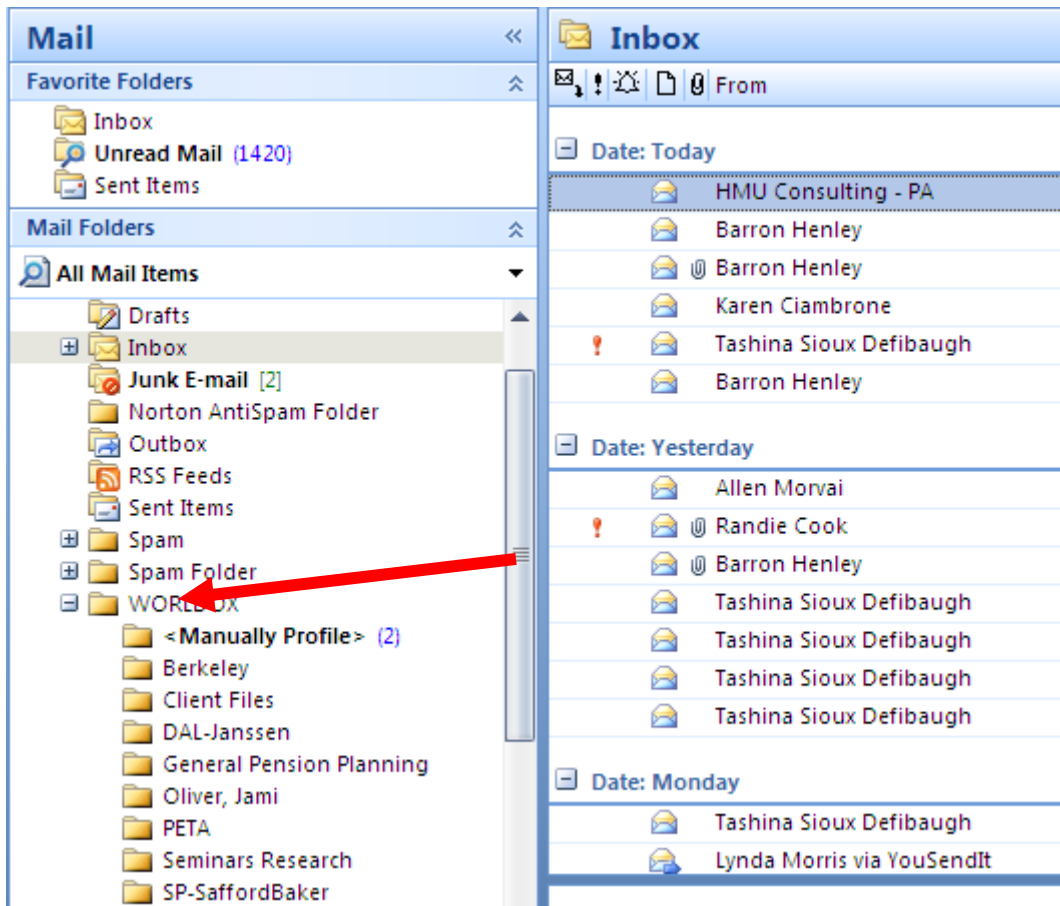 Mail
Favorite Folders
Inbox
Unread Mail (1420)
Sent Items
Mail Folders
All Mail Items
Drafts
Inbox
Junk E-mail [2]
Norton AntiSpam Folder
Outbox
RSS Feeds
Sent Items
Spam
Spam Folder
WORLDOX
<Manually Profile> (2)
Berkeley
Client Files
DAL-Janssen
General Pension Planning
Oliver, Jami
PETA
Seminars Research
SP-SaffordBaker
Inbox
From
Date: Today
HMU Consulting - PA
Barron Henley
Barron Henley
Karen Ciambrone
Tashina Sioux Defibaugh
Barron Henley
Date: Yesterday
Allen Morvai
Randie Cook
Barron Henley
Tashina Sioux Defibaugh
Tashina Sioux Defibaugh
Tashina Sioux Defibaugh
Tashina Sioux Defibaugh
Date: Monday
Tashina Sioux Defibaugh
Lynda Morris via YouSendIt